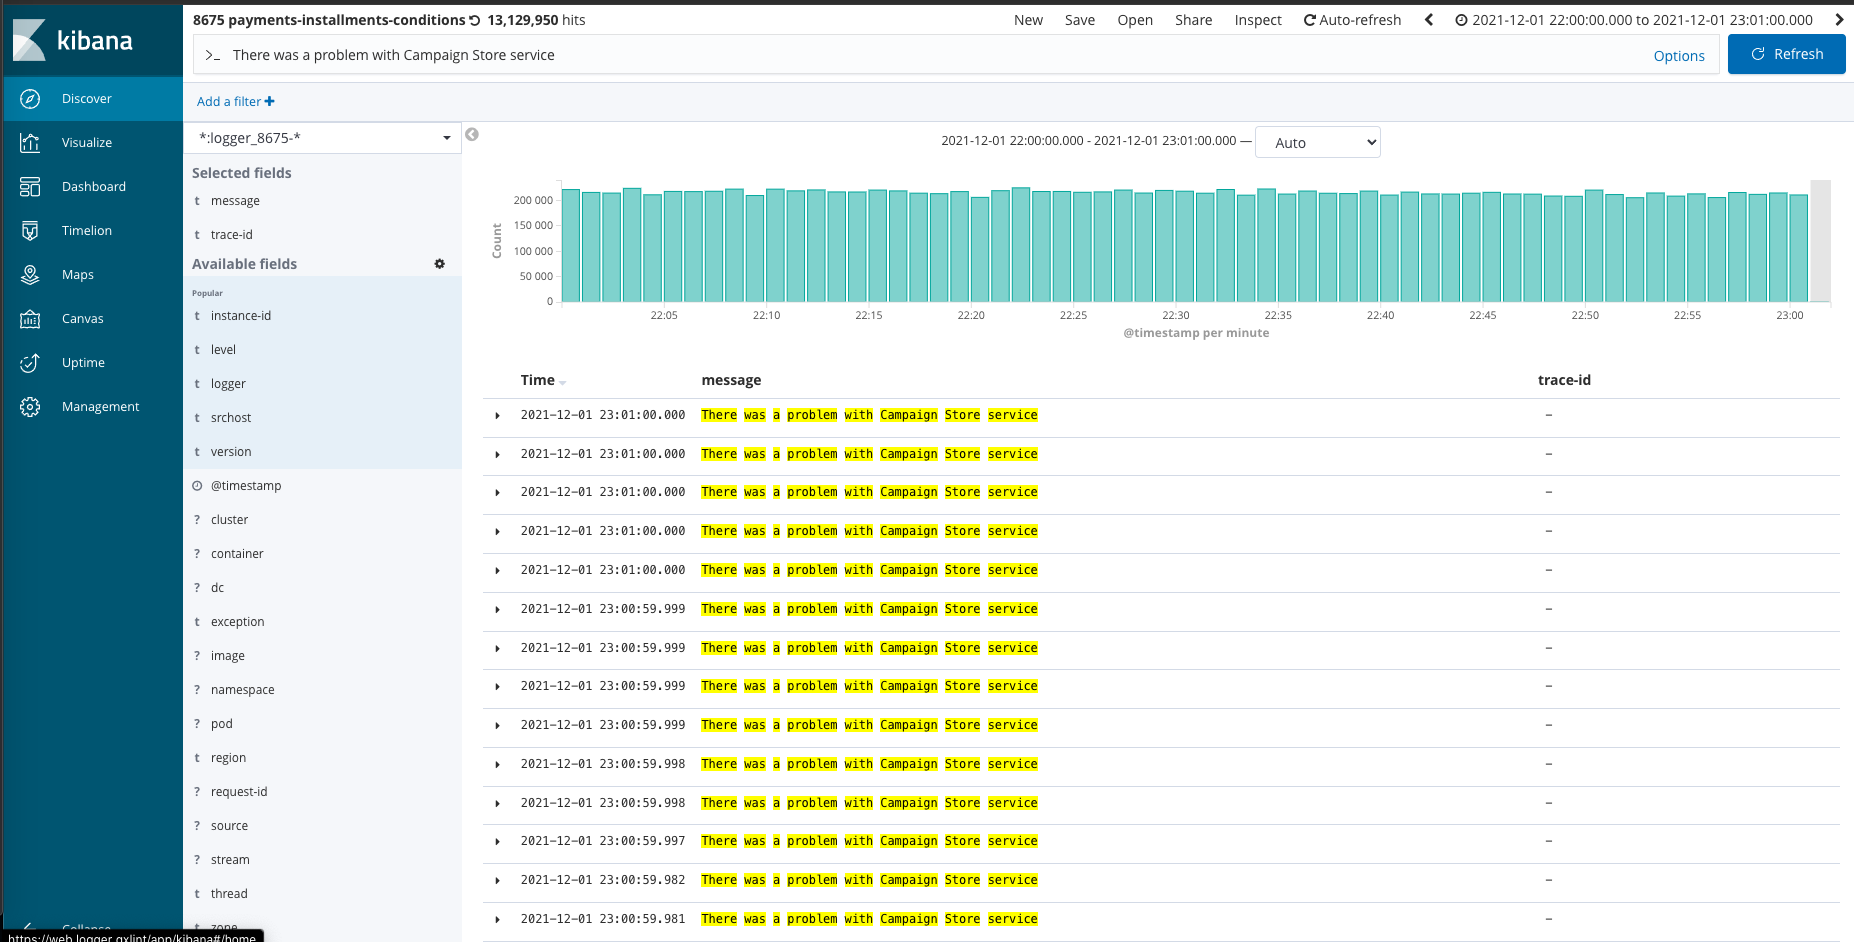 8675 payments-installments-conditions 13,129,950 hits
New Save Open Share Inspect Auto-refresh 2021-12-01 22:00:00.000 to 2021-12-01 23:01:00.000
kibana
>_ There was a problem with Campaign Store service Options Refresh
Add a filter +
Discover
Visualize
Dashboard
Timelion
Maps
Canvas
Uptime
Management
Collapse
https://web.logger.qxlint/app/kibana#/home
*:logger_8675-*
Selected fields
t message
t trace-id
Available fields
Popular
t instance-id
t level
t logger
t srchost
t version
@timestamp
? cluster
? container
? dc
t exception
? image
? namespace
? pod
t region
? request-id
? source
? stream
t thread
t zone
2021-12-01 22:00:00.000 - 2021-12-01 23:01:00.000 — Auto
Count
200 000
150 000
100 000
50 000
0
22:05 22:10 22:15 22:20 22:25 22:30 22:35 22:40 22:45 22:50 22:55 23:00
@timestamp per minute
Time message trace-id
2021-12-01 23:01:00.000 There was a problem with Campaign Store service –
2021-12-01 23:01:00.000 There was a problem with Campaign Store service –
2021-12-01 23:01:00.000 There was a problem with Campaign Store service –
2021-12-01 23:01:00.000 There was a problem with Campaign Store service –
2021-12-01 23:01:00.000 There was a problem with Campaign Store service –
2021-12-01 23:00:59.999 There was a problem with Campaign Store service –
2021-12-01 23:00:59.999 There was a problem with Campaign Store service –
2021-12-01 23:00:59.999 There was a problem with Campaign Store service –
2021-12-01 23:00:59.999 There was a problem with Campaign Store service –
2021-12-01 23:00:59.998 There was a problem with Campaign Store service –
2021-12-01 23:00:59.998 There was a problem with Campaign Store service –
2021-12-01 23:00:59.997 There was a problem with Campaign Store service –
2021-12-01 23:00:59.982 There was a problem with Campaign Store service –
2021-12-01 23:00:59.981 There was a problem with Campaign Store service –